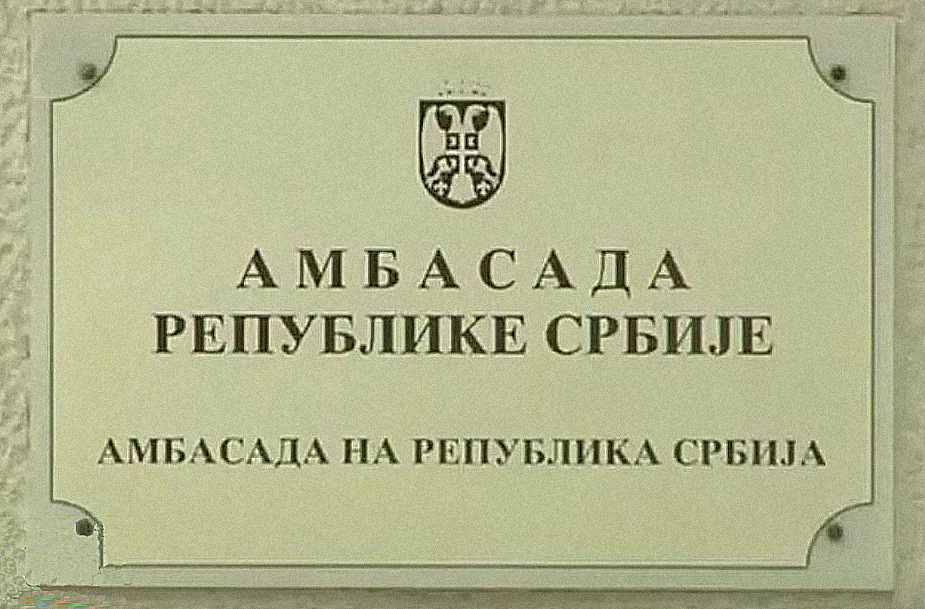 АМБАСАДА
РЕПУБЛИКЕ СРБИЈЕ
АМБАСАДА НА РЕПУБЛИКА СРБИЈА